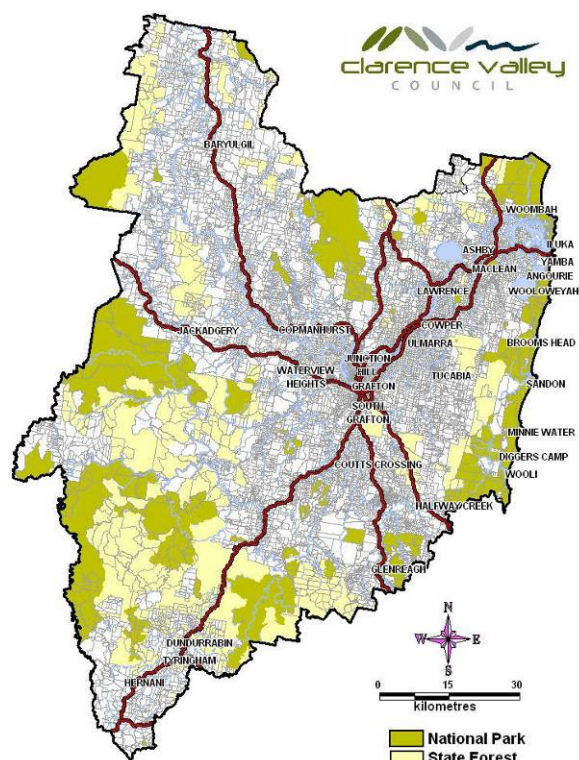 clarence valley
COUNCIL
BARYULGIL
WOOMBAH
ASHBY
ILUKA
YAMBA
MACLEAN
ANGOURIE
LAWRENCE
WOOLOWEYAH
JACKADGERY
COPMANHURST
COWPER
ULMARRA
BROOMS HEAD
JUNCTION
HILL
WATERVIEW
HEIGHTS
GRAFTON
TUCABIA
SANDON
SOUTH
GRAFTON
MINNIE WATER
DIGGERS CAMP
COUTTS CROSSING
WOOLI
HALFWAY CREEK
GLENREAGH
DUNDURRABIN
TYRINGHAM
HERNANI
N
W
E
S
0 15 30
kilometres
National Park
State Forest